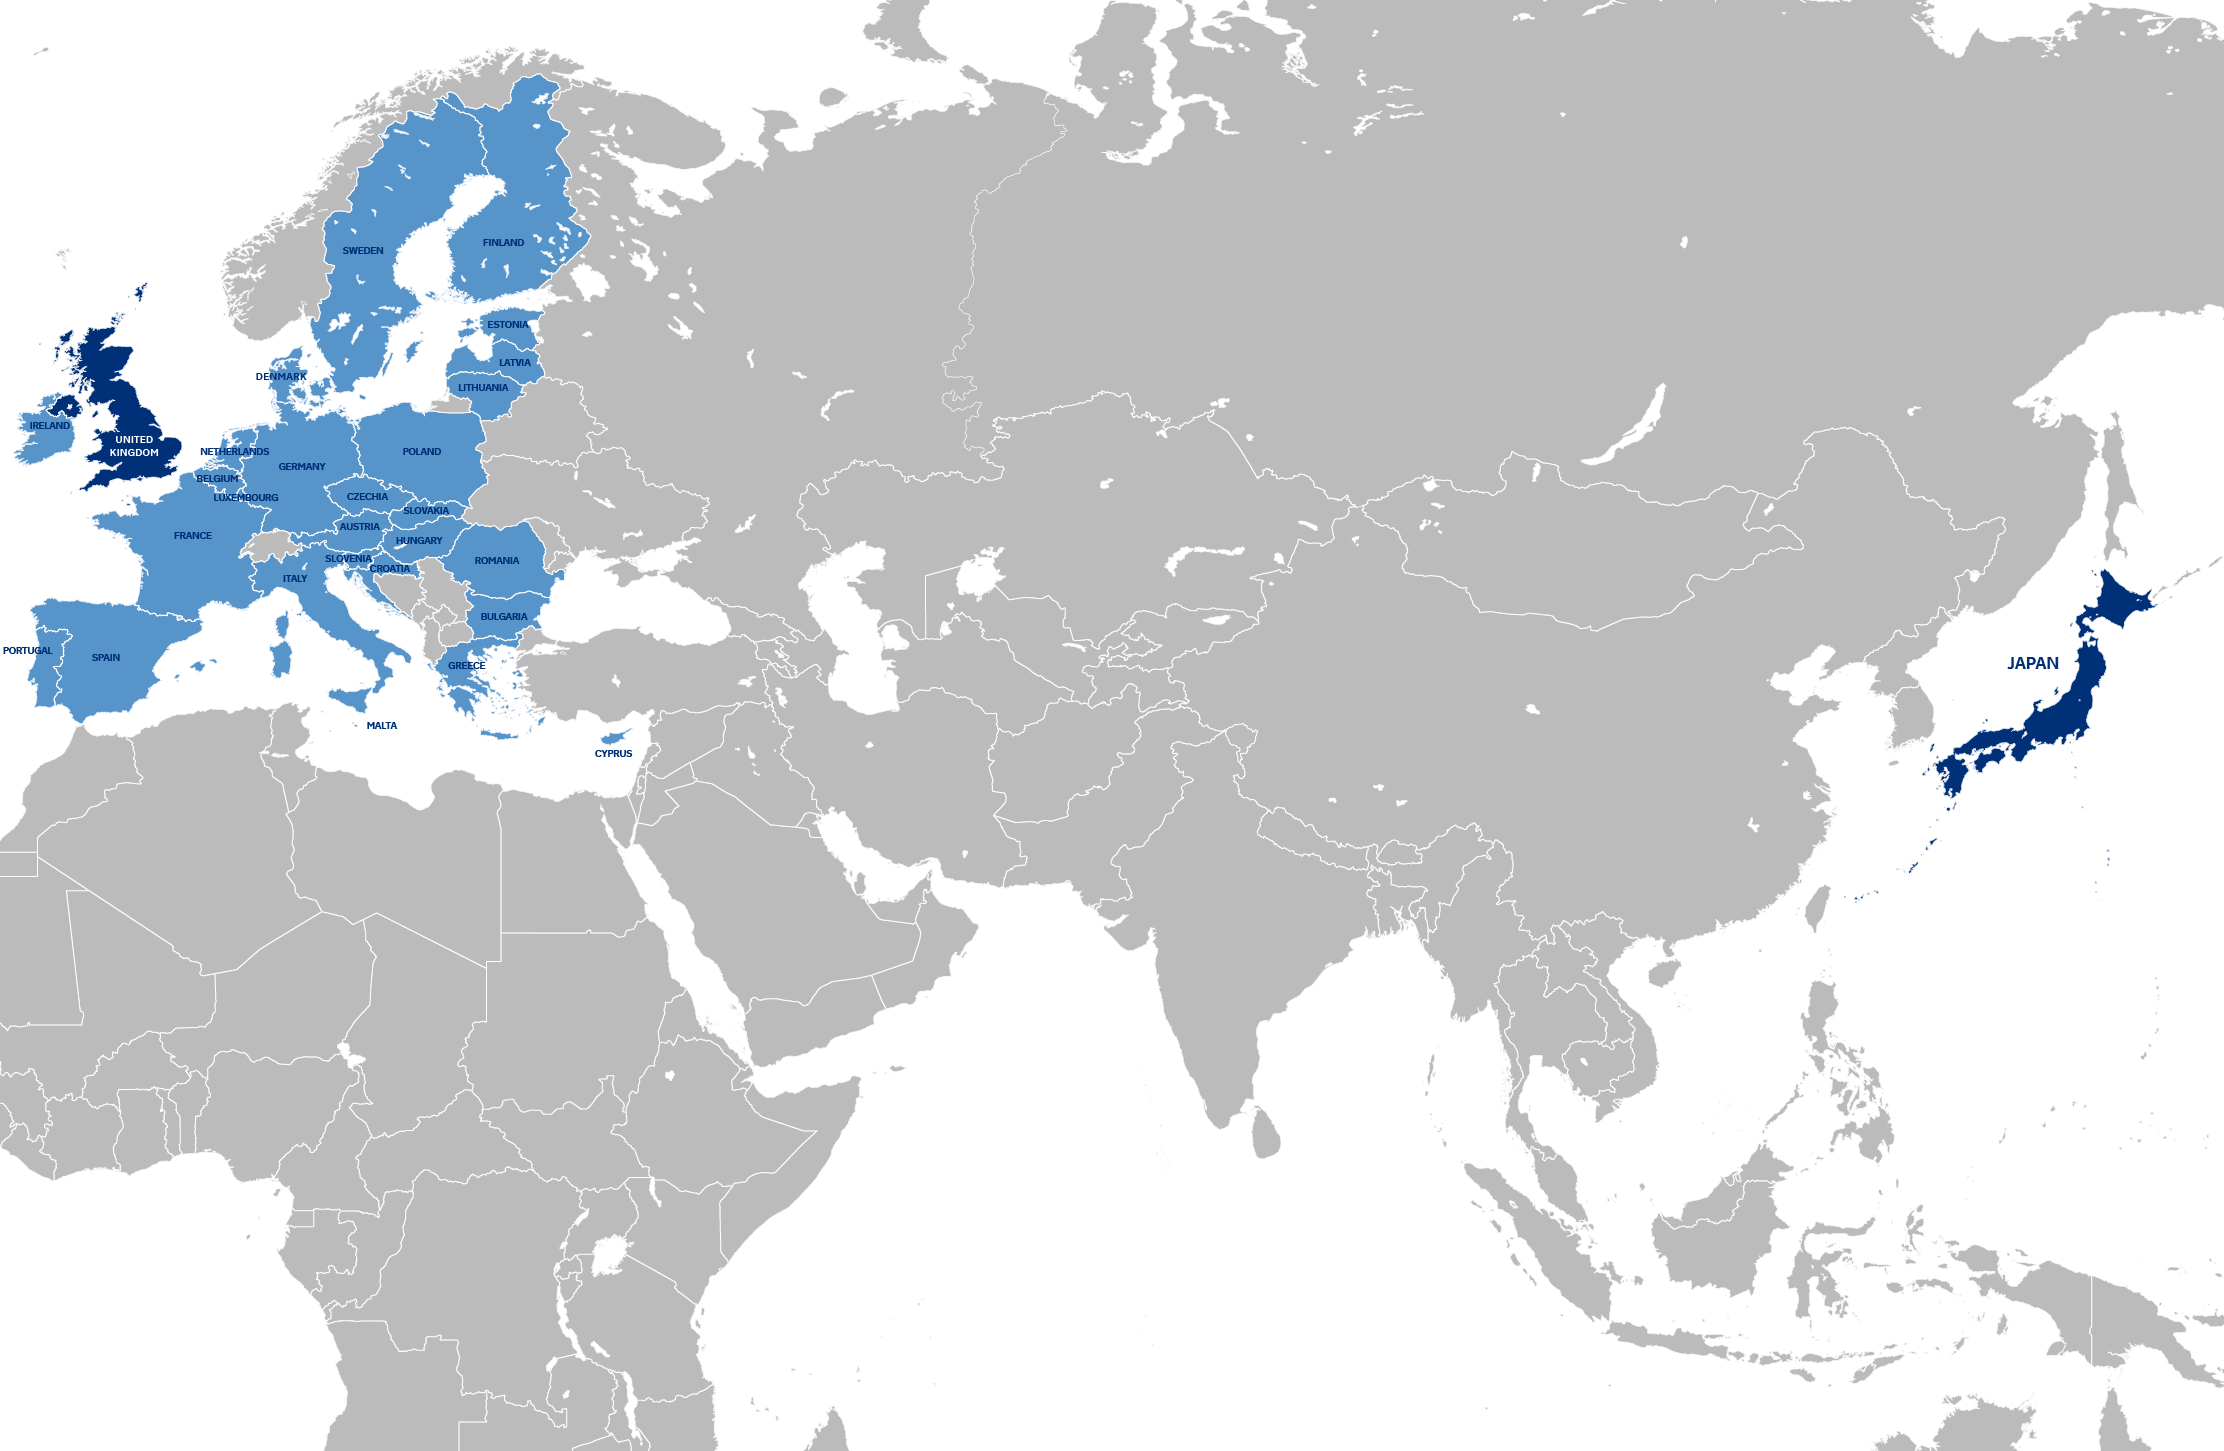 SWEDEN
FINLAND
ESTONIA
LATVIA
DENMARK
LITHUANIA
IRELAND
UNITED
KINGDOM
NETHERLANDS
POLAND
GERMANY
BELGIUM
LUXEMBOURG
CZECHIA
SLOVAKIA
AUSTRIA
FRANCE
HUNGARY
SLOVENIA
ROMANIA
CROATIA
ITALY
BULGARIA
PORTUGAL
SPAIN
GREECE
JAPAN
MALTA
CYPRUS